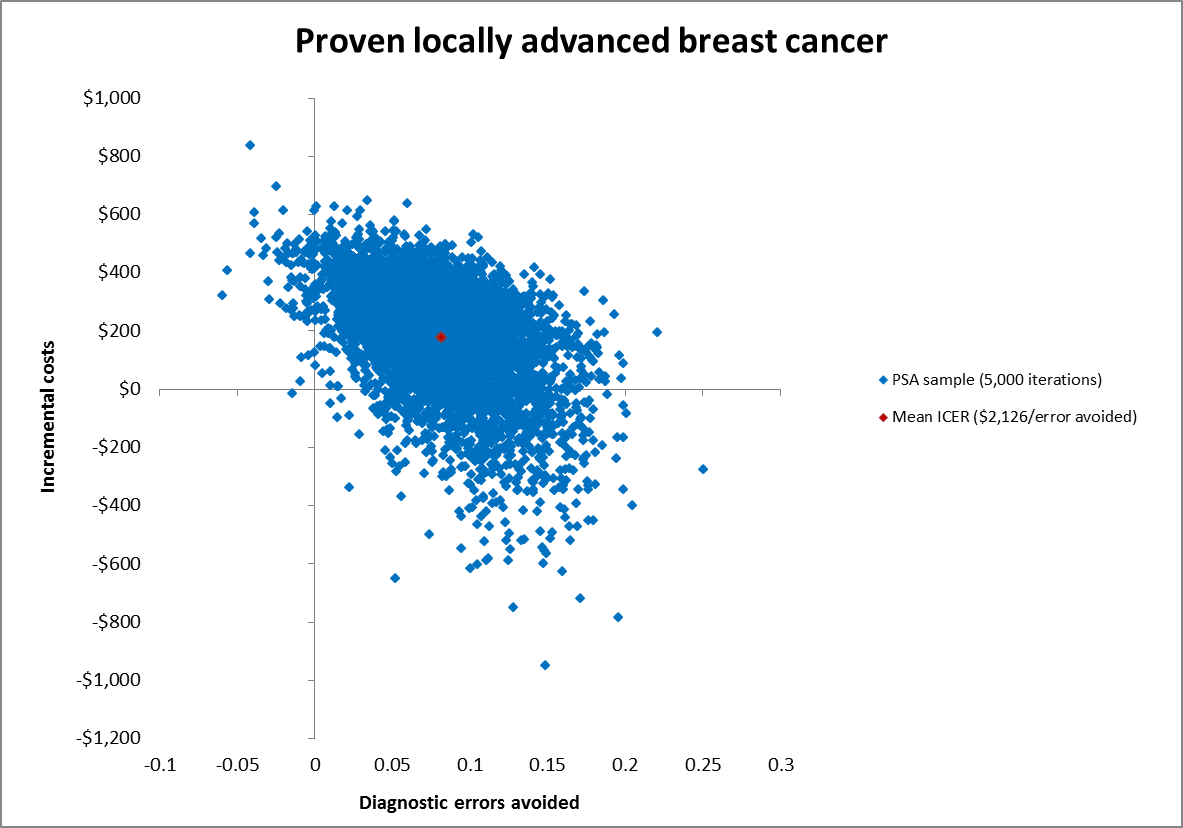 Proven locally advanced breast cancer
$1,000
$800
$600
$400
$200
$0
-$200
-$400
-$600
-$800
-$1,000
-$1,200
Incremental costs
-0.1 -0.05 0 0.05 0.1 0.15 0.2 0.25 0.3
Diagnostic errors avoided
PSA sample (5,000 iterations)
Mean ICER ($2,126/error avoided)